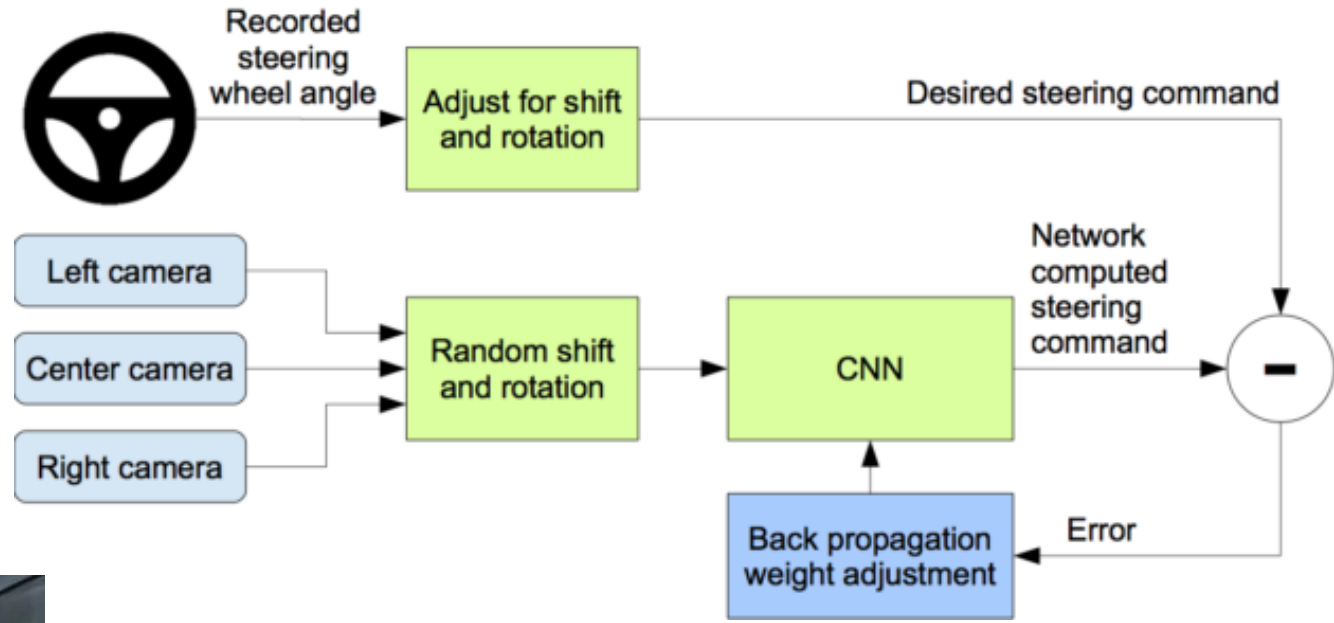 Recorded
steering
wheel angle
Adjust for shift
and rotation
Desired steering command
Left camera
Center camera
Right camera
Random shift
and rotation
CNN
Network
computed
steering
command
-
Back propagation
weight adjustment
Error